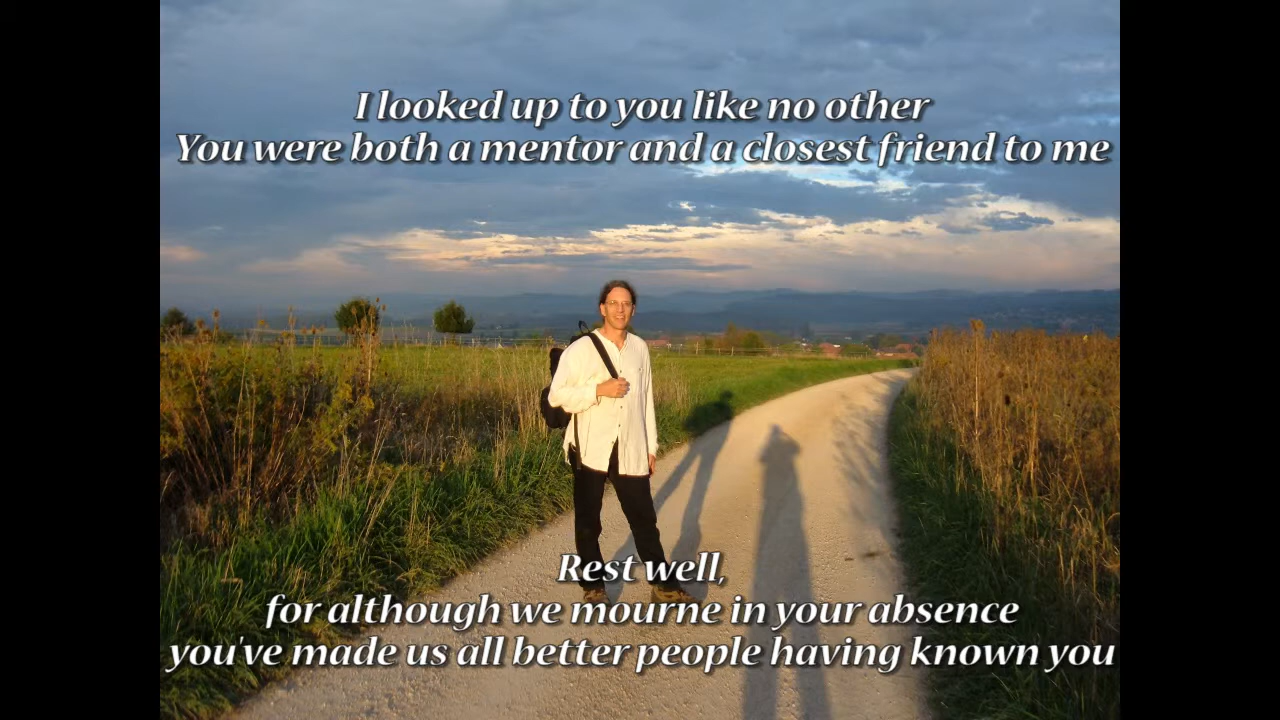 I looked up to you like no other
You were both a mentor and a closest friend to me
Rest well,
for although we mourne in your absence
you've made us all better people having known you